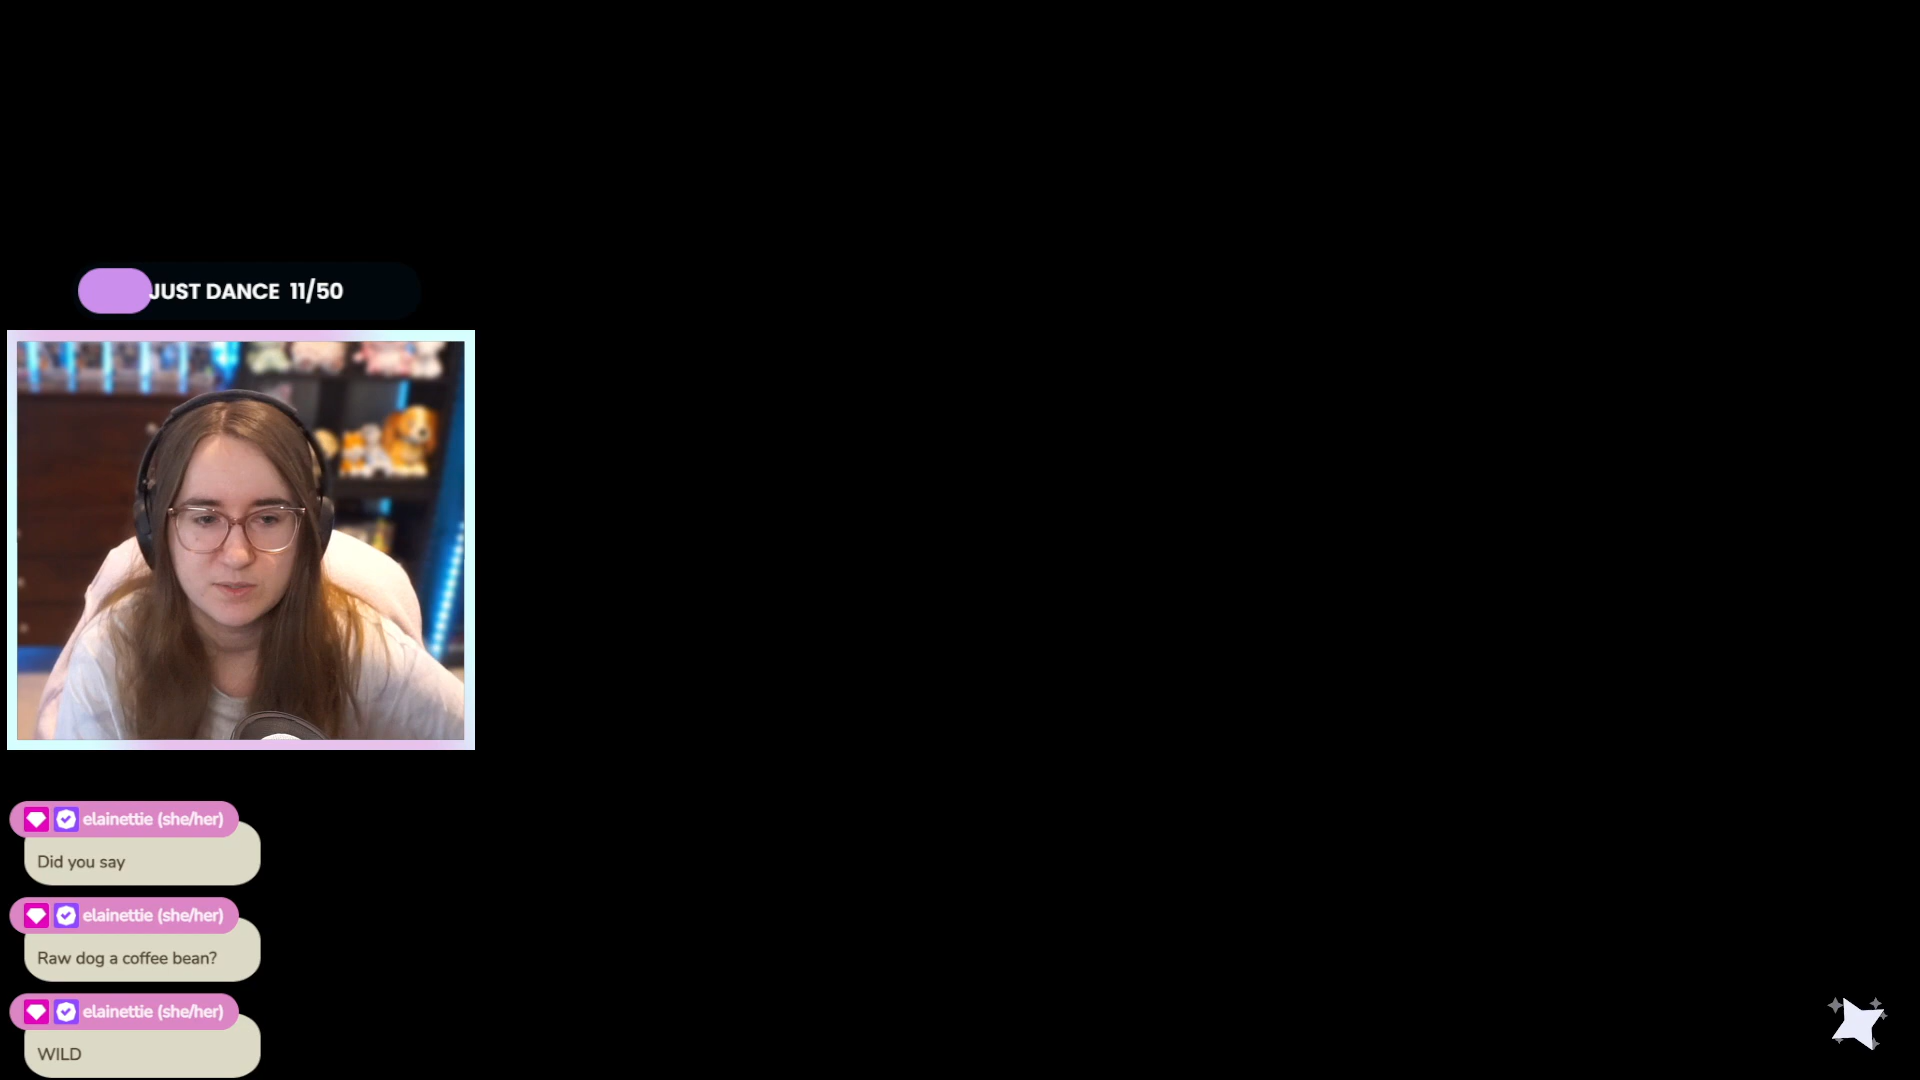 JUST DANCE 11/50
elainettie (she/her)
Did you say
elainettie (she/her)
Raw dog a coffee bean?
elainettie (she/her)
WILD